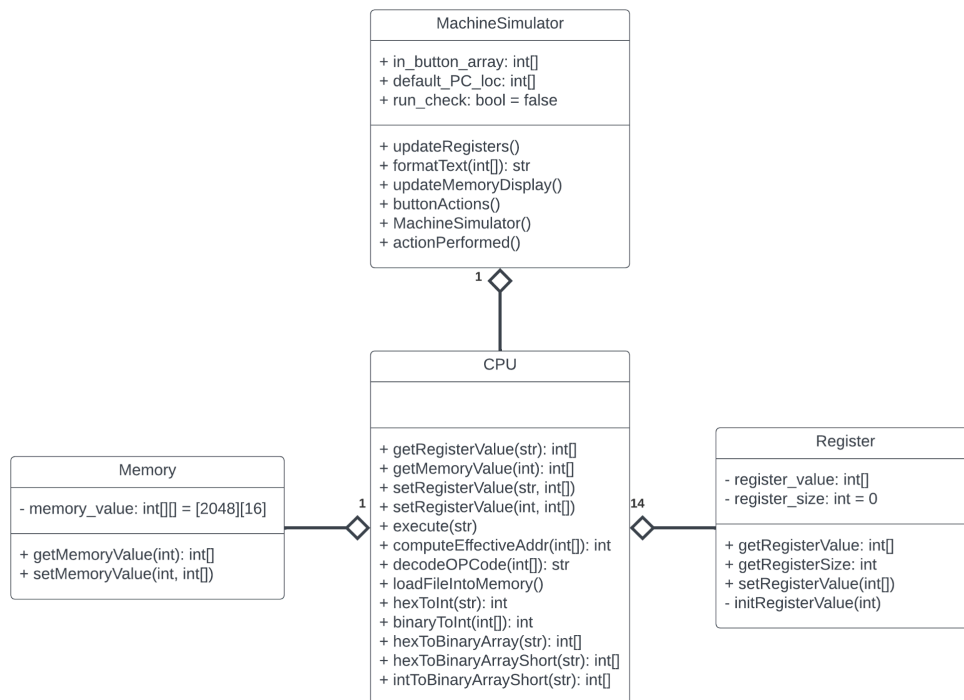 MachineSimulator
+ in_button_array: int[]
+ default_PC_loc: int[]
+ run_check: bool = false
+ updateRegisters()
+ formatText(int[]): str
+ updateMemoryDisplay()
+ buttonActions()
+ MachineSimulator()
+ actionPerformed()
1
CPU
+ getRegisterValue(str): int[]
+ getMemoryValue(int): int[]
+ setRegisterValue(str, int[])
+ setRegisterValue(int, int[])
+ execute(str)
+ computeEffectiveAddr(int[]): int
+ decodeOPCode(int[]): str
+ loadFileIntoMemory()
+ hexToInt(str): int
+ binaryToInt(int[]): int
+ hexToBinaryArray(str): int[]
+ hexToBinaryArrayShort(str): int[]
+ intToBinaryArrayShort(str): int[]
Memory
- memory_value: int[][] = [2048][16]
+ getMemoryValue(int): int[]
+ setMemoryValue(int, int[])
1
14
Register
- register_value: int[]
- register_size: int = 0
+ getRegisterValue: int[]
+ getRegisterSize: int
+ setRegisterValue(int[])
- initRegisterValue(int)